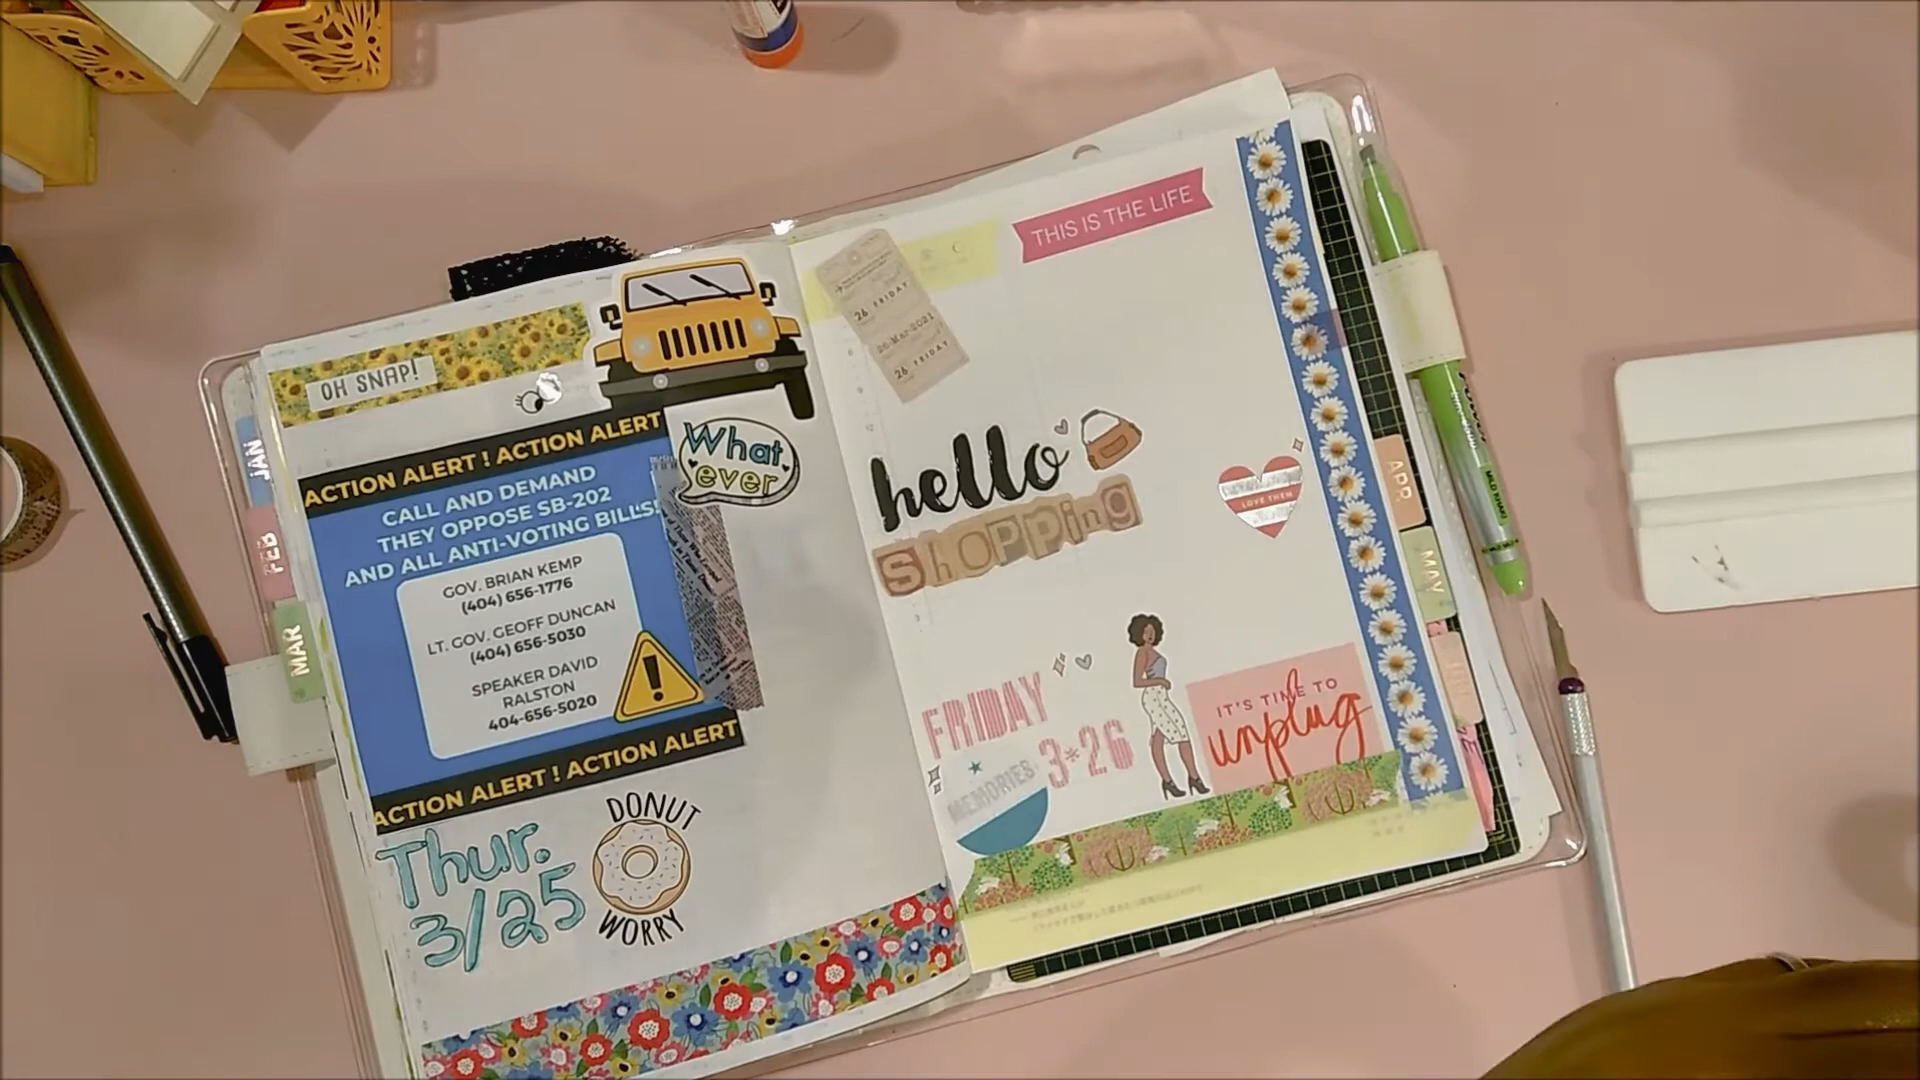 OH SNAP!
ACTION ALERT ! ACTION ALERT
CALL AND DEMAND
THEY OPPOSE SB-202
AND ALL ANTI-VOTING BILLS!
GOV. BRIAN KEMP
(404) 656-1776
LT. GOV. GEOFF DUNCAN
(404) 656-5030
SPEAKER DAVID
RALSTON
404-656-5020
ACTION ALERT ! ACTION ALERT
What
ever
Thur.
3/25
DONUT
WORRY
JAN
FEB
MAR
THIS IS THE LIFE
26 FRIDAY
26-Mar-2021
26 FRIDAY
hello
shopping
LOVE THEM
FRIDAY
3*26
MEMORIES
IT'S TIME TO
unplug
APR
MAY